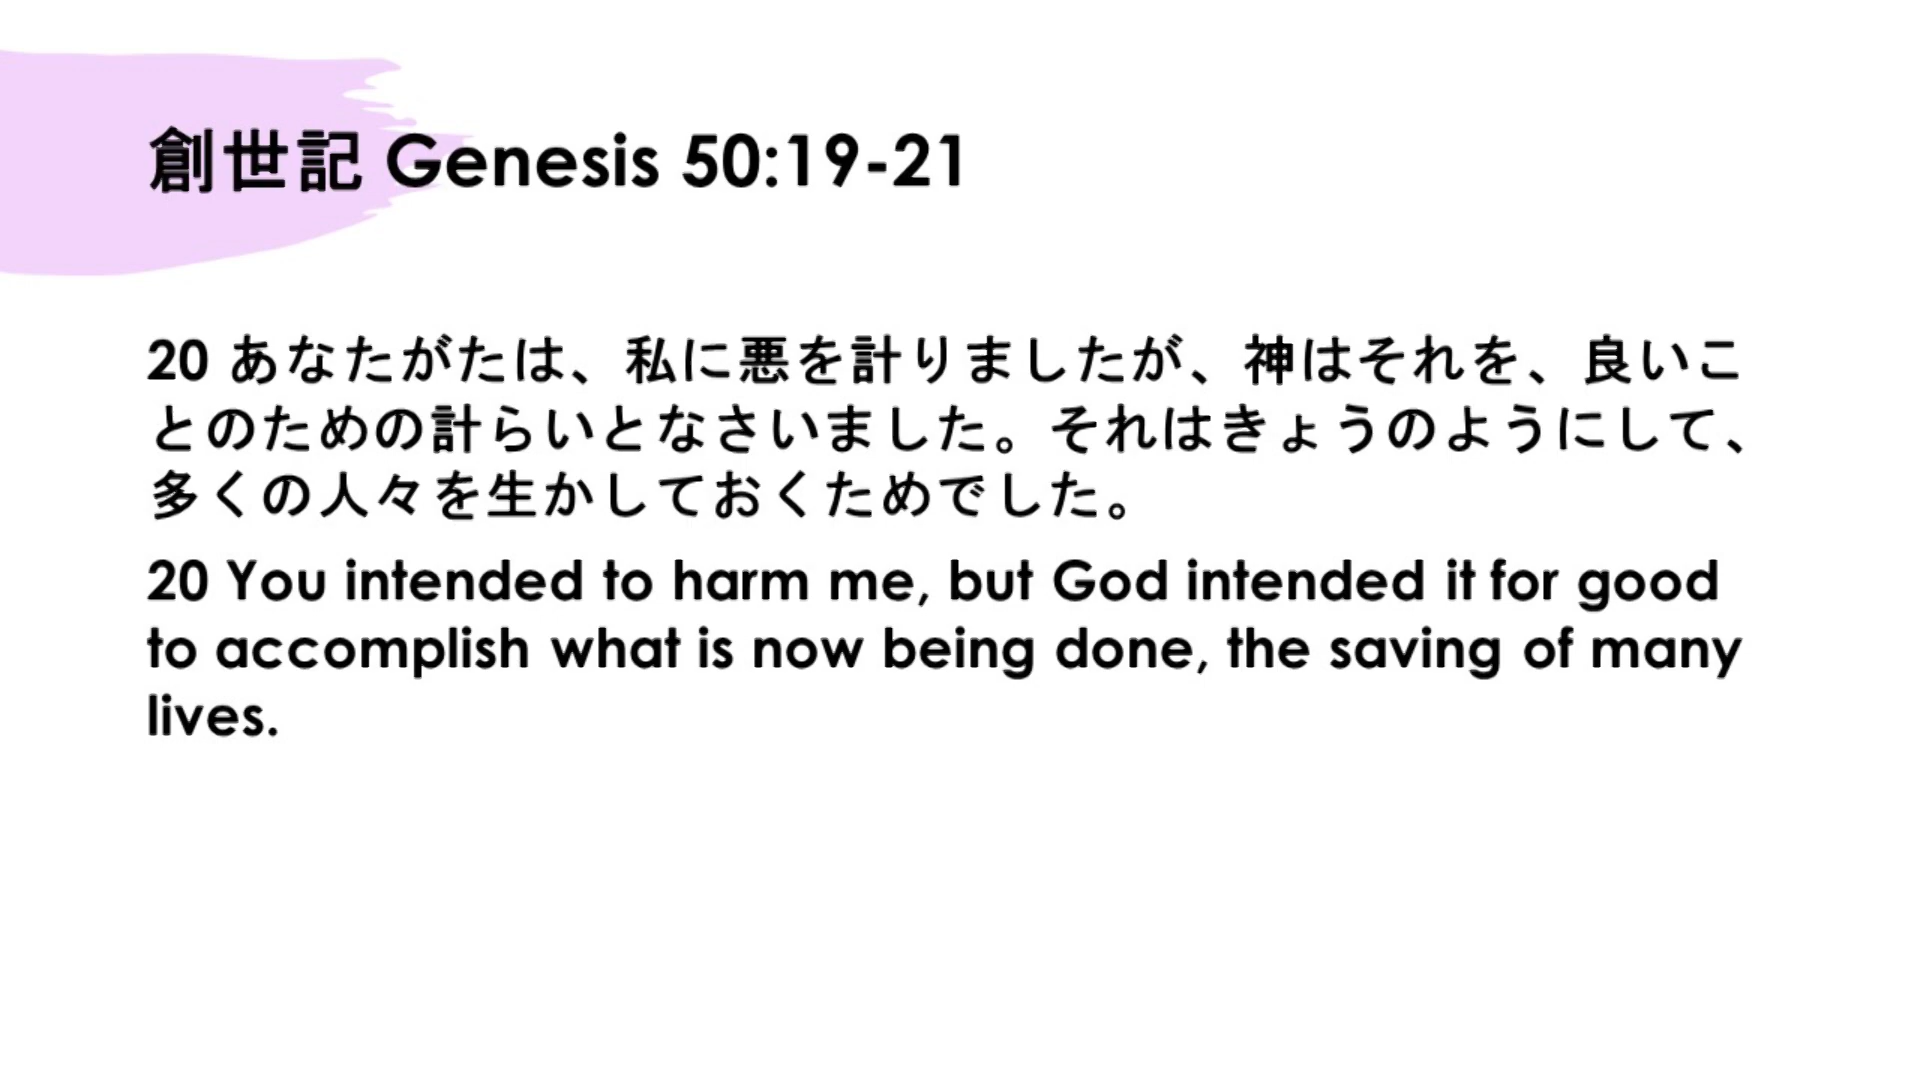 創世記 Genesis 50:19-21
20 あなたがたは、私に悪を計りましたが、神はそれを、良いこ
とのための計らいとなさいました。それはきょうのようにして、
多くの人々を生かしておくためでした。
20 You intended to harm me, but God intended it for good
to accomplish what is now being done, the saving of many
lives.